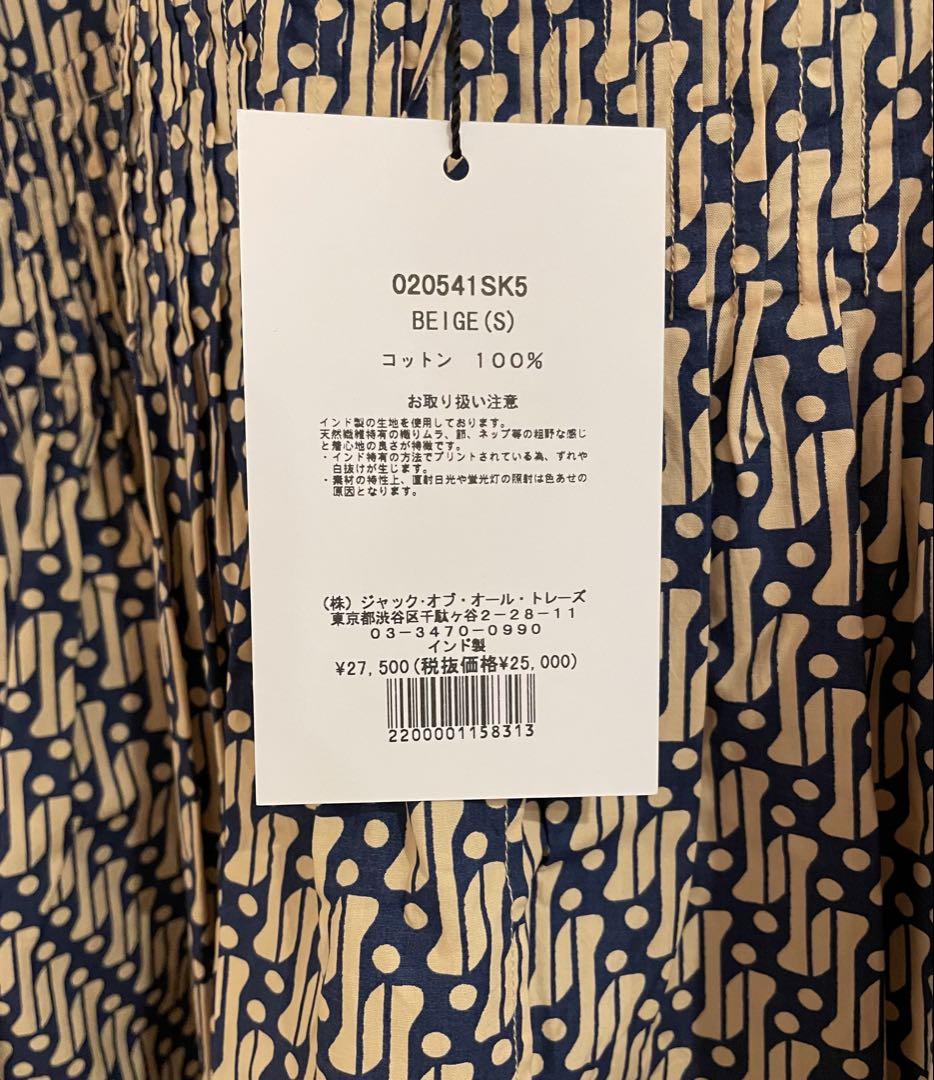 020541SK5
BEIGE(S)
コットン 100%
お取り扱い注意
インド製の生地を使用しております。
天然繊維特有の織りムラ、節、ネップ等の粗野な感じ
と着心地の良さが特徴です。
・インド特有の方法でプリントされている為、ずれや
白抜けが生じます。
・素材の特性上、直射日光や蛍光灯の照射は色あせの
原因となります。
(株) ジャック・オブ・オール・トレーズ
東京都渋谷区千駄ヶ谷2-28-11
03-3470-0990
インド製
¥27,500(税抜価格¥25,000)
2200001158313